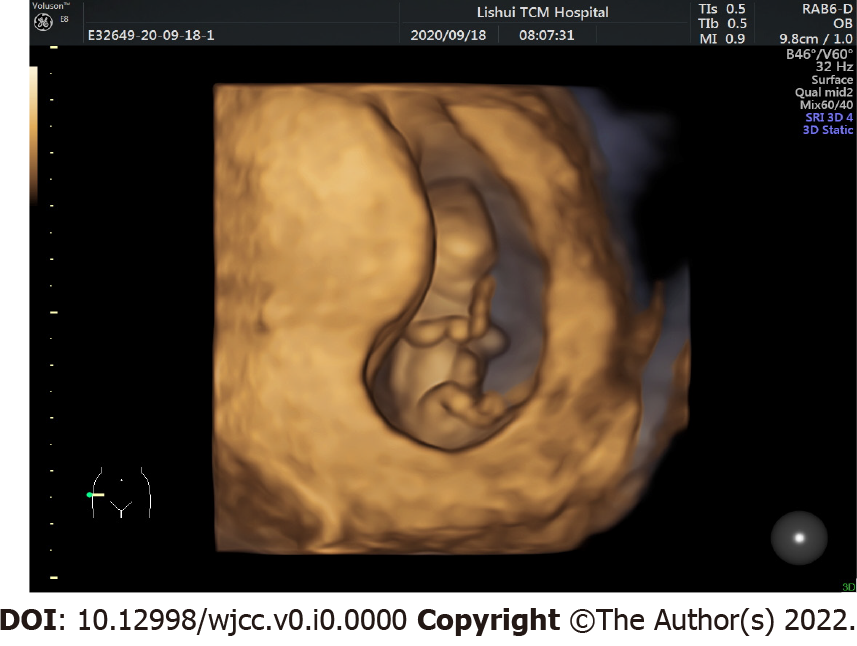 Voluson™
E8
Lishui TCM Hospital
E32649-20-09-18-1
2020/09/18
08:07:31
TIs 0.5
TIb 0.5
MI 0.9
RAB6-D
OB
9.8cm / 1.0
B46°/V60°
32 Hz
Surface
Qual mid2
Mix60/40
SRI 3D 4
3D Static
3D
DOI: 10.12998/wjcc.v0.i0.0000 Copyright ©The Author(s) 2022.